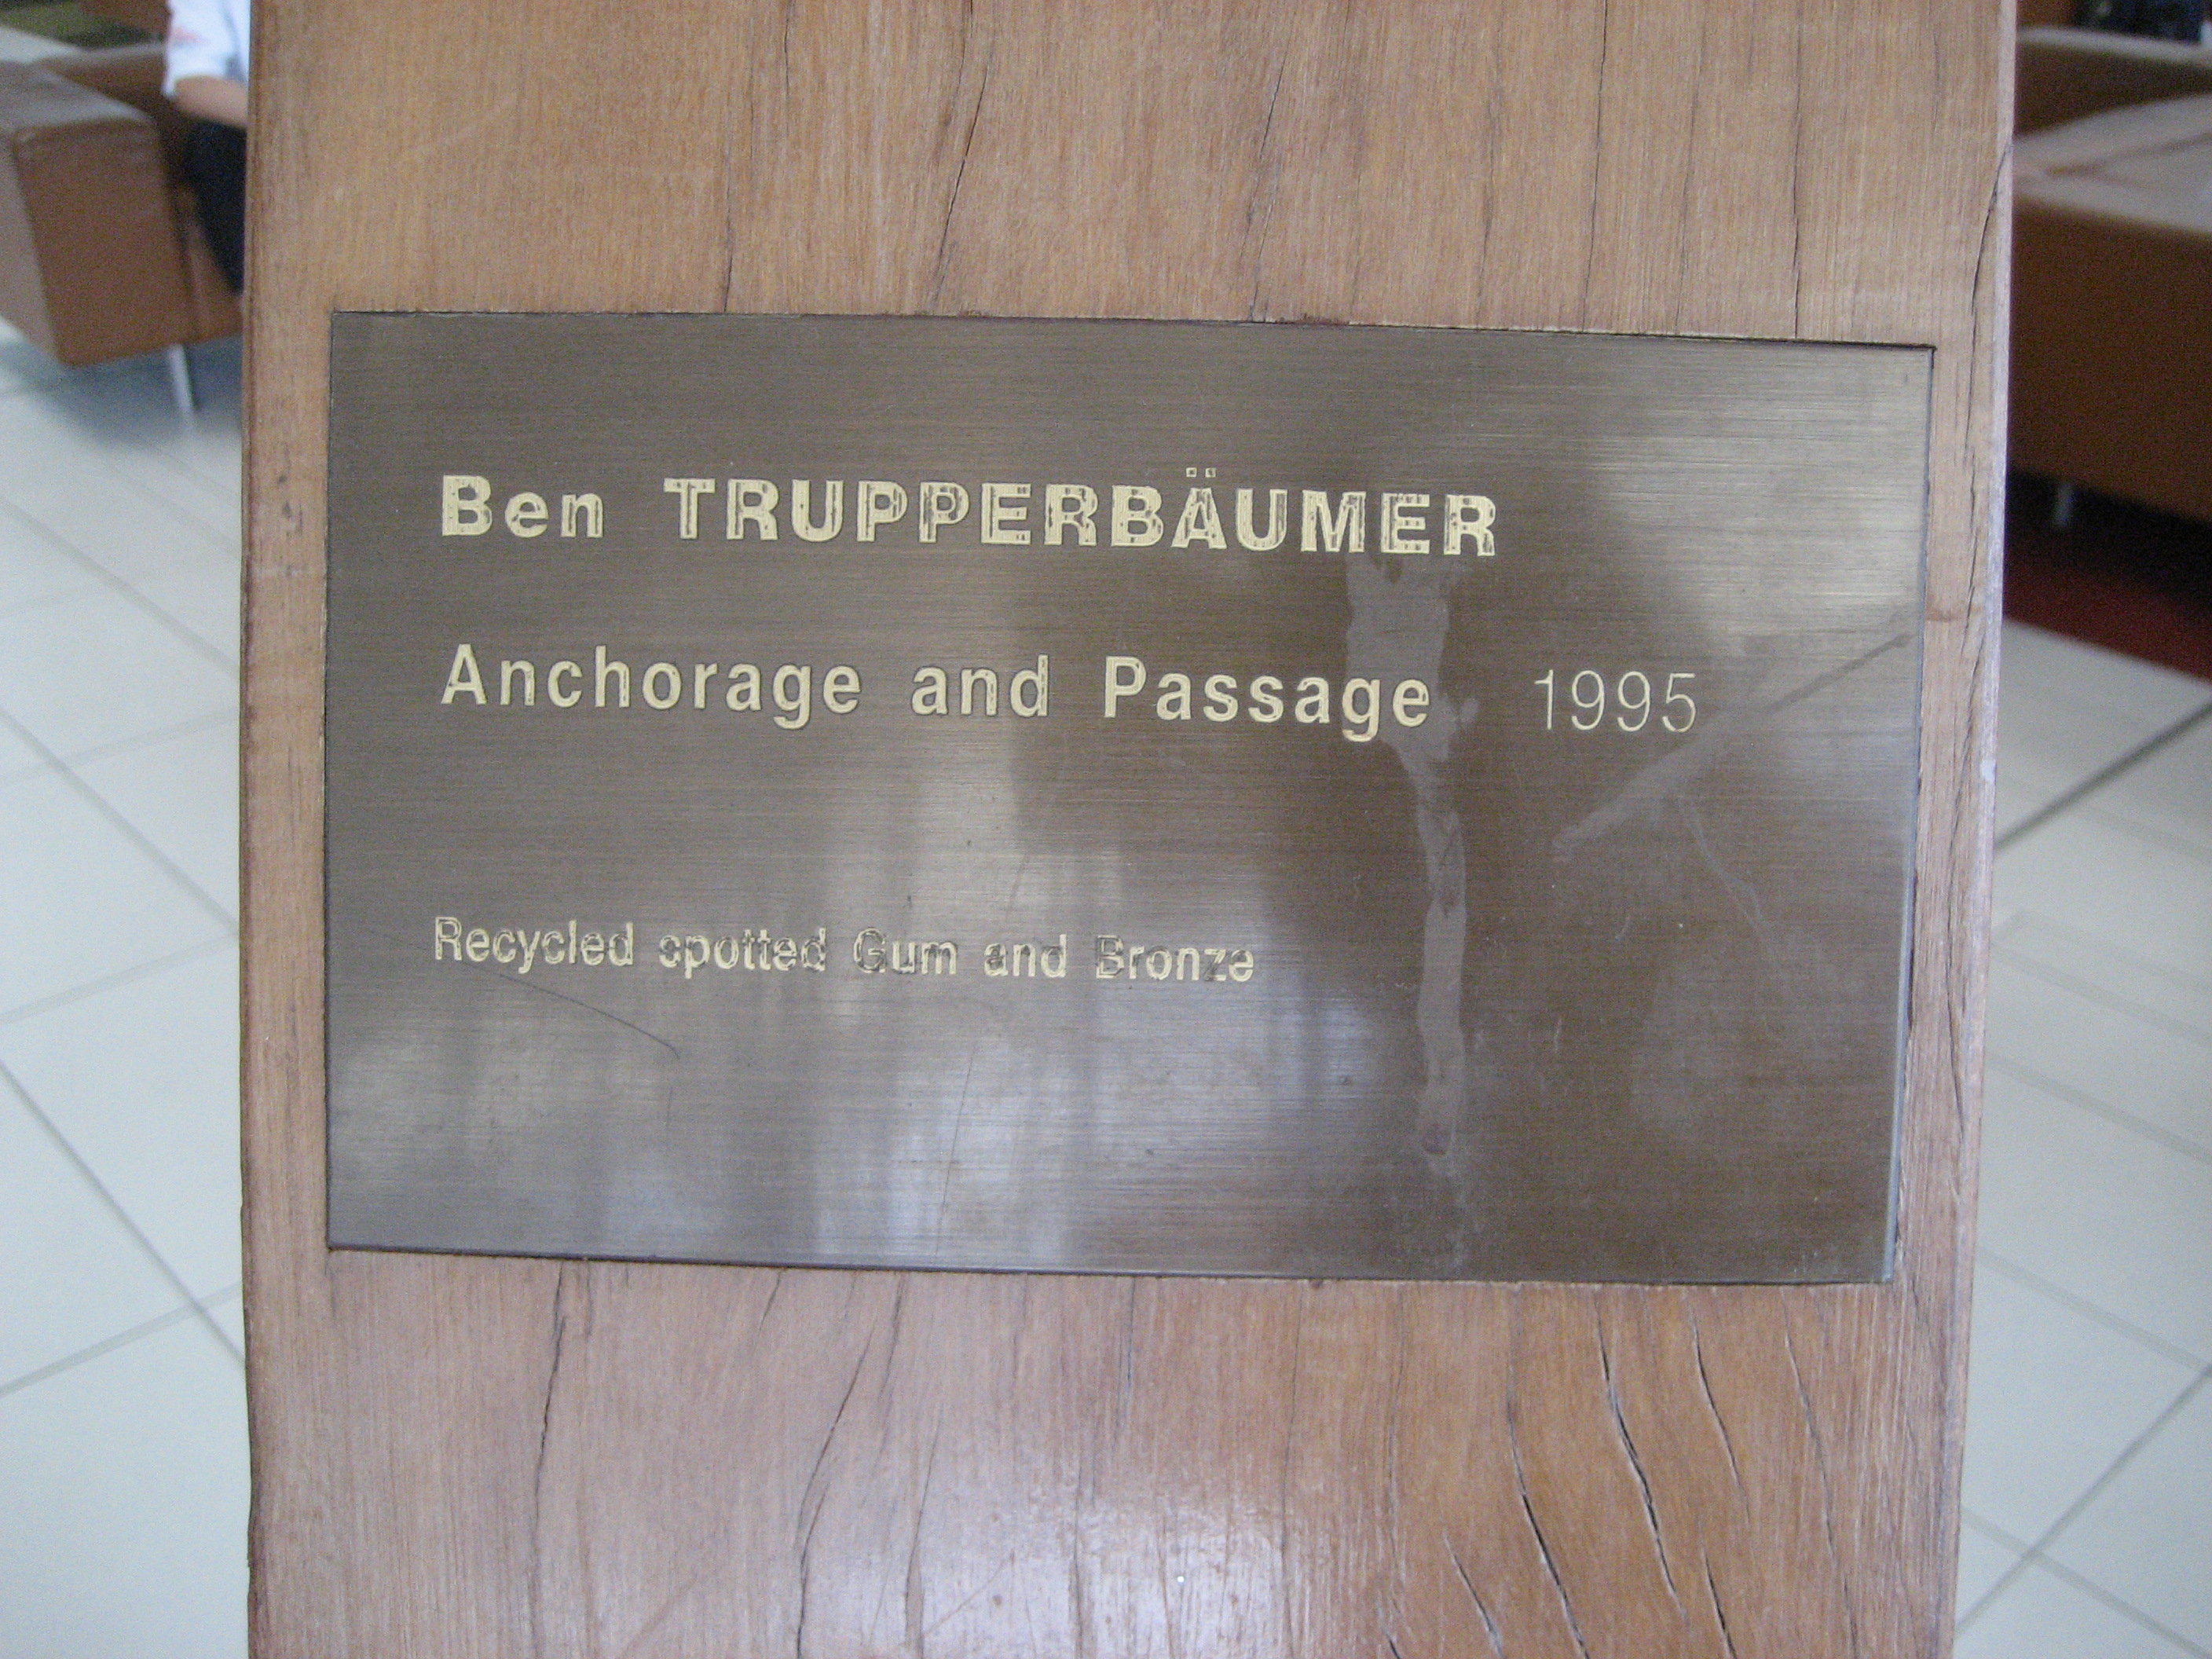 Ben TRUPPERBÄUMER
Anchorage and Passage 1995
Recycled spotted Gum and Bronze